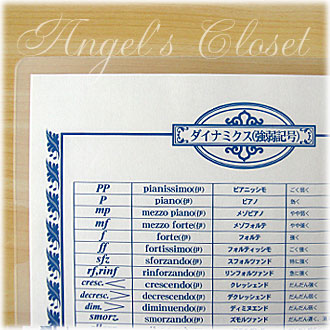 Angel's Closet
ダイナミクス(強弱記号)
PP pianissimo(伊) ピアニッシモ ごく弱く
P piano(伊) ピアノ 弱く
mp mezzo piano(伊) メゾピアノ やや弱く
mf mezzo forte(伊) メゾフォルテ やや強く
f forte(伊) フォルテ 強く
ff fortissimo(伊) フォルティッシモ ごく強く
sfz sforzando(伊) スフォルツァンド 特に強く
rf,rinf rinforzando(伊) リンフォルツァンド 急に強く
cresc. crescendo(伊) クレッシェンド だんだん強く
decresc. decrescendo(伊) デクレッシェンド だんだん弱く
dim. diminuendo(伊) ディミヌエンド だんだん弱く
smorz. smorzando(伊) スモルツァンド だんだん